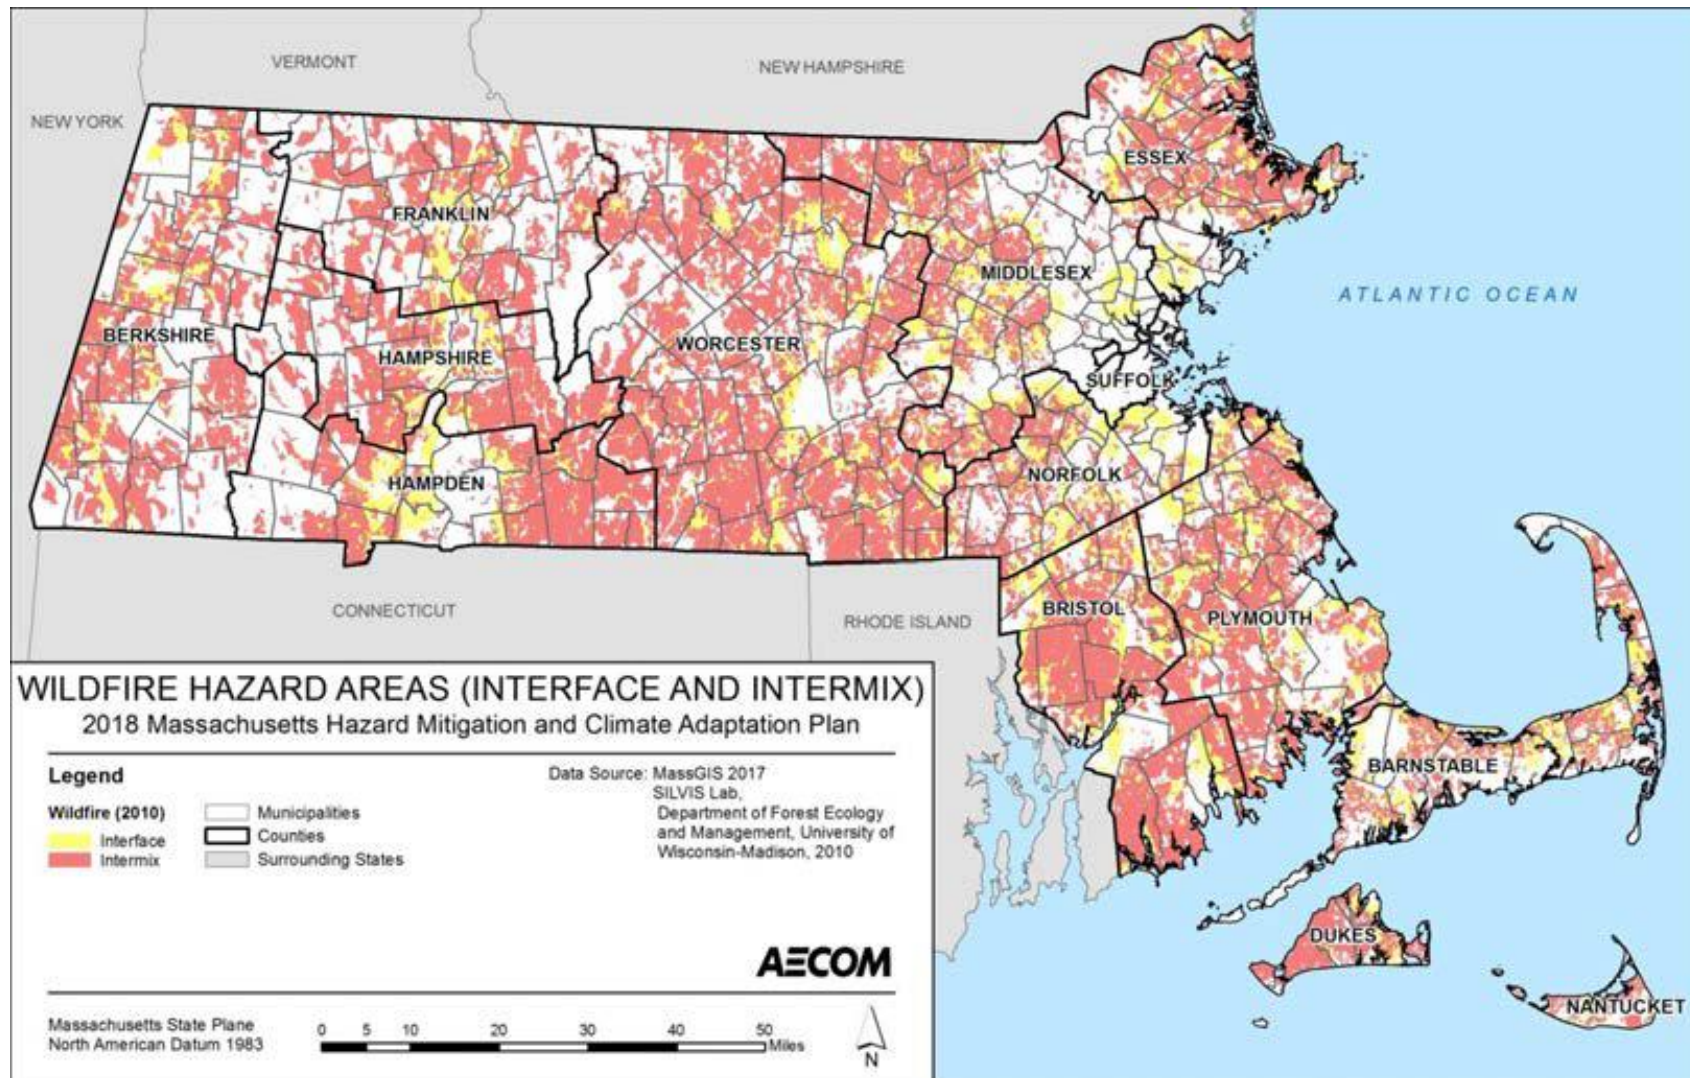 VERMONT
NEW HAMPSHIRE
NEW YORK
ESSEX
FRANKLIN
MIDDLESEX
ATLANTIC OCEAN
BERKSHIRE
HAMPSHIRE
WORCESTER
SUFFOLK
HAMPDEN
NORFOLK
CONNECTICUT
RHODE ISLAND
BRISTOL
PLYMOUTH
BARNSTABLE
DUKES
NANTUCKET
WILDFIRE HAZARD AREAS (INTERFACE AND INTERMIX)
2018 Massachusetts Hazard Mitigation and Climate Adaptation Plan
Legend
Wildfire (2010)
Interface
Intermix
Municipalities
Counties
Surrounding States
Data Source: MassGIS 2017
SILVIS Lab,
Department of Forest Ecology
and Management, University of
Wisconsin-Madison, 2010
AECOM
Massachusetts State Plane
North American Datum 1983
0 5 10 20 30 40 50
Miles
N